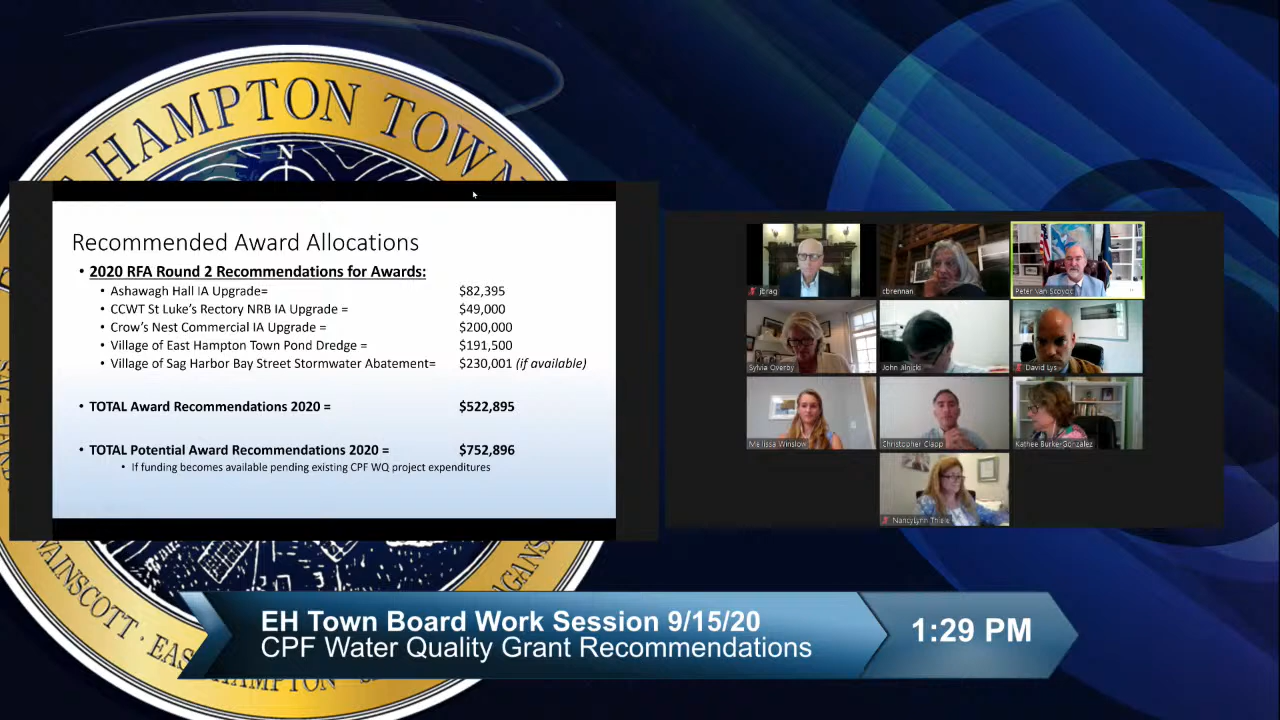 HAMPTON TOWN
N
Recommended Award Allocations
• 2020 RFA Round 2 Recommendations for Awards:
• Ashawagh Hall IA Upgrade= $82,395
• CCWT St Luke's Rectory NRB IA Upgrade = $49,000
• Crow's Nest Commercial IA Upgrade = $200,000
• Village of East Hampton Town Pond Dredge = $191,500
• Village of Sag Harbor Bay Street Stormwater Abatement= $230,001 (if available)
• TOTAL Award Recommendations 2020 = $522,895
• TOTAL Potential Award Recommendations 2020 = $752,896
• If funding becomes available pending existing CPF WQ project expenditures
jbrag
cbrennan
Peter Van Scoyoc
Sylvia Overby
John Jilnicki
David Lys
Melissa Winslow
Christopher Clapp
Kathee BurkeGonzalez
NancyLynn Thiele
WAINSCOTT · EAS
HAMPTON
EH Town Board Work Session 9/15/20
CPF Water Quality Grant Recommendations
1:29 PM